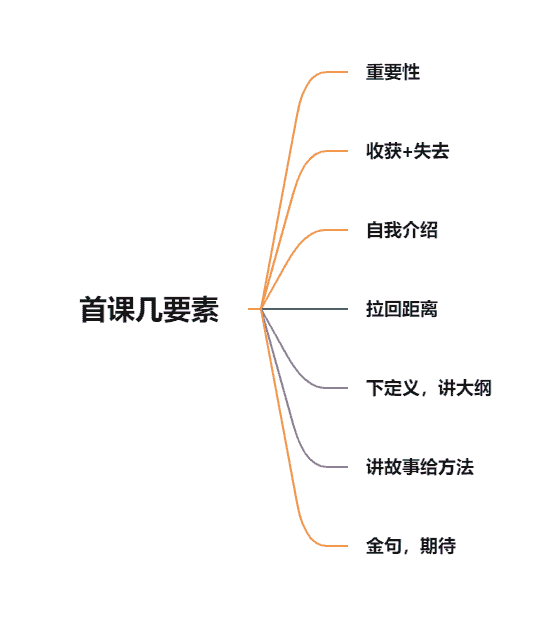 首课几要素
重要性
收获+失去
自我介绍
拉回距离
下定义，讲大纲
讲故事给方法
金句，期待